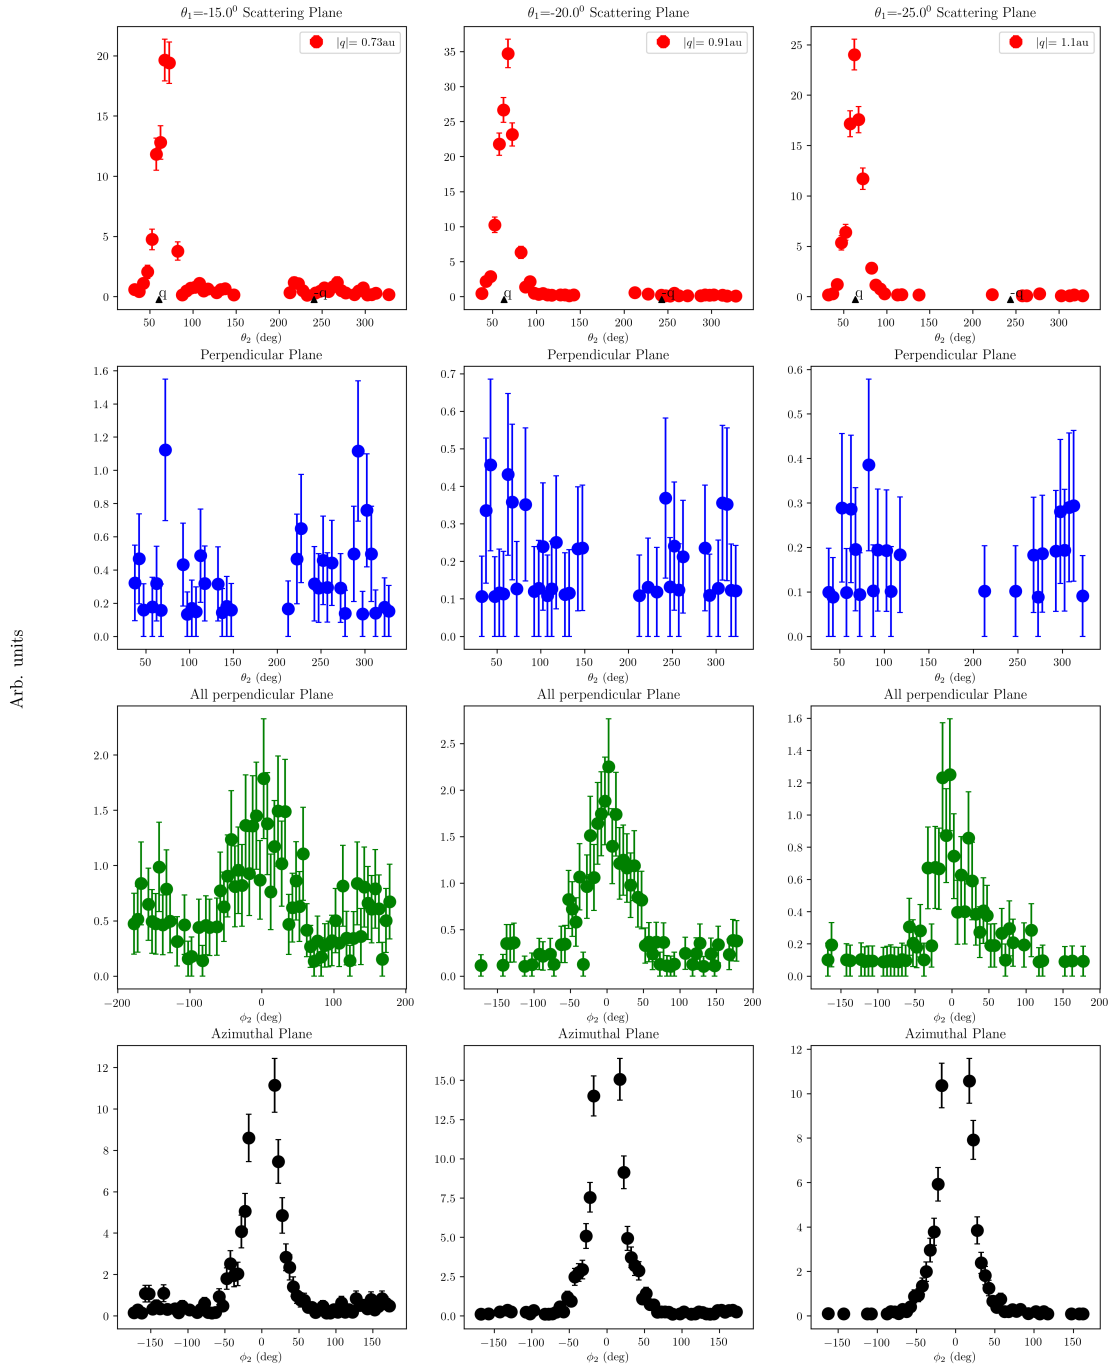 θ₁=-15.0⁰ Scattering Plane
θ₁=-20.0⁰ Scattering Plane
θ₁=-25.0⁰ Scattering Plane
|q|= 0.73au
|q|= 0.91au
|q|= 1.1au
20
15
10
5
0
35
30
25
20
15
10
5
0
25
20
15
10
5
0
q
-q
q
-q
q
-q
50 100 150 200 250 300
50 100 150 200 250 300
50 100 150 200 250 300
θ₂ (deg)
θ₂ (deg)
θ₂ (deg)
Perpendicular Plane
Perpendicular Plane
Perpendicular Plane
1.6
1.4
1.2
1.0
0.8
0.6
0.4
0.2
0.0
0.7
0.6
0.5
0.4
0.3
0.2
0.1
0.0
0.6
0.5
0.4
0.3
0.2
0.1
0.0
50 100 150 200 250 300
50 100 150 200 250 300
50 100 150 200 250 300
θ₂ (deg)
θ₂ (deg)
θ₂ (deg)
Arb. units
All perpendicular Plane
All perpendicular Plane
All perpendicular Plane
2.0
1.5
1.0
0.5
0.0
2.5
2.0
1.5
1.0
0.5
0.0
1.6
1.4
1.2
1.0
0.8
0.6
0.4
0.2
0.0
−200 −100 0 100 200
−150 −100 −50 0 50 100 150
−150 −100 −50 0 50 100 150 200
ϕ₂ (deg)
ϕ₂ (deg)
ϕ₂ (deg)
Azimuthal Plane
Azimuthal Plane
Azimuthal Plane
12
10
8
6
4
2
0
15.0
12.5
10.0
7.5
5.0
2.5
0.0
12
10
8
6
4
2
0
−150 −100 −50 0 50 100 150
−150 −100 −50 0 50 100 150
−150 −100 −50 0 50 100 150
ϕ₂ (deg)
ϕ₂ (deg)
ϕ₂ (deg)